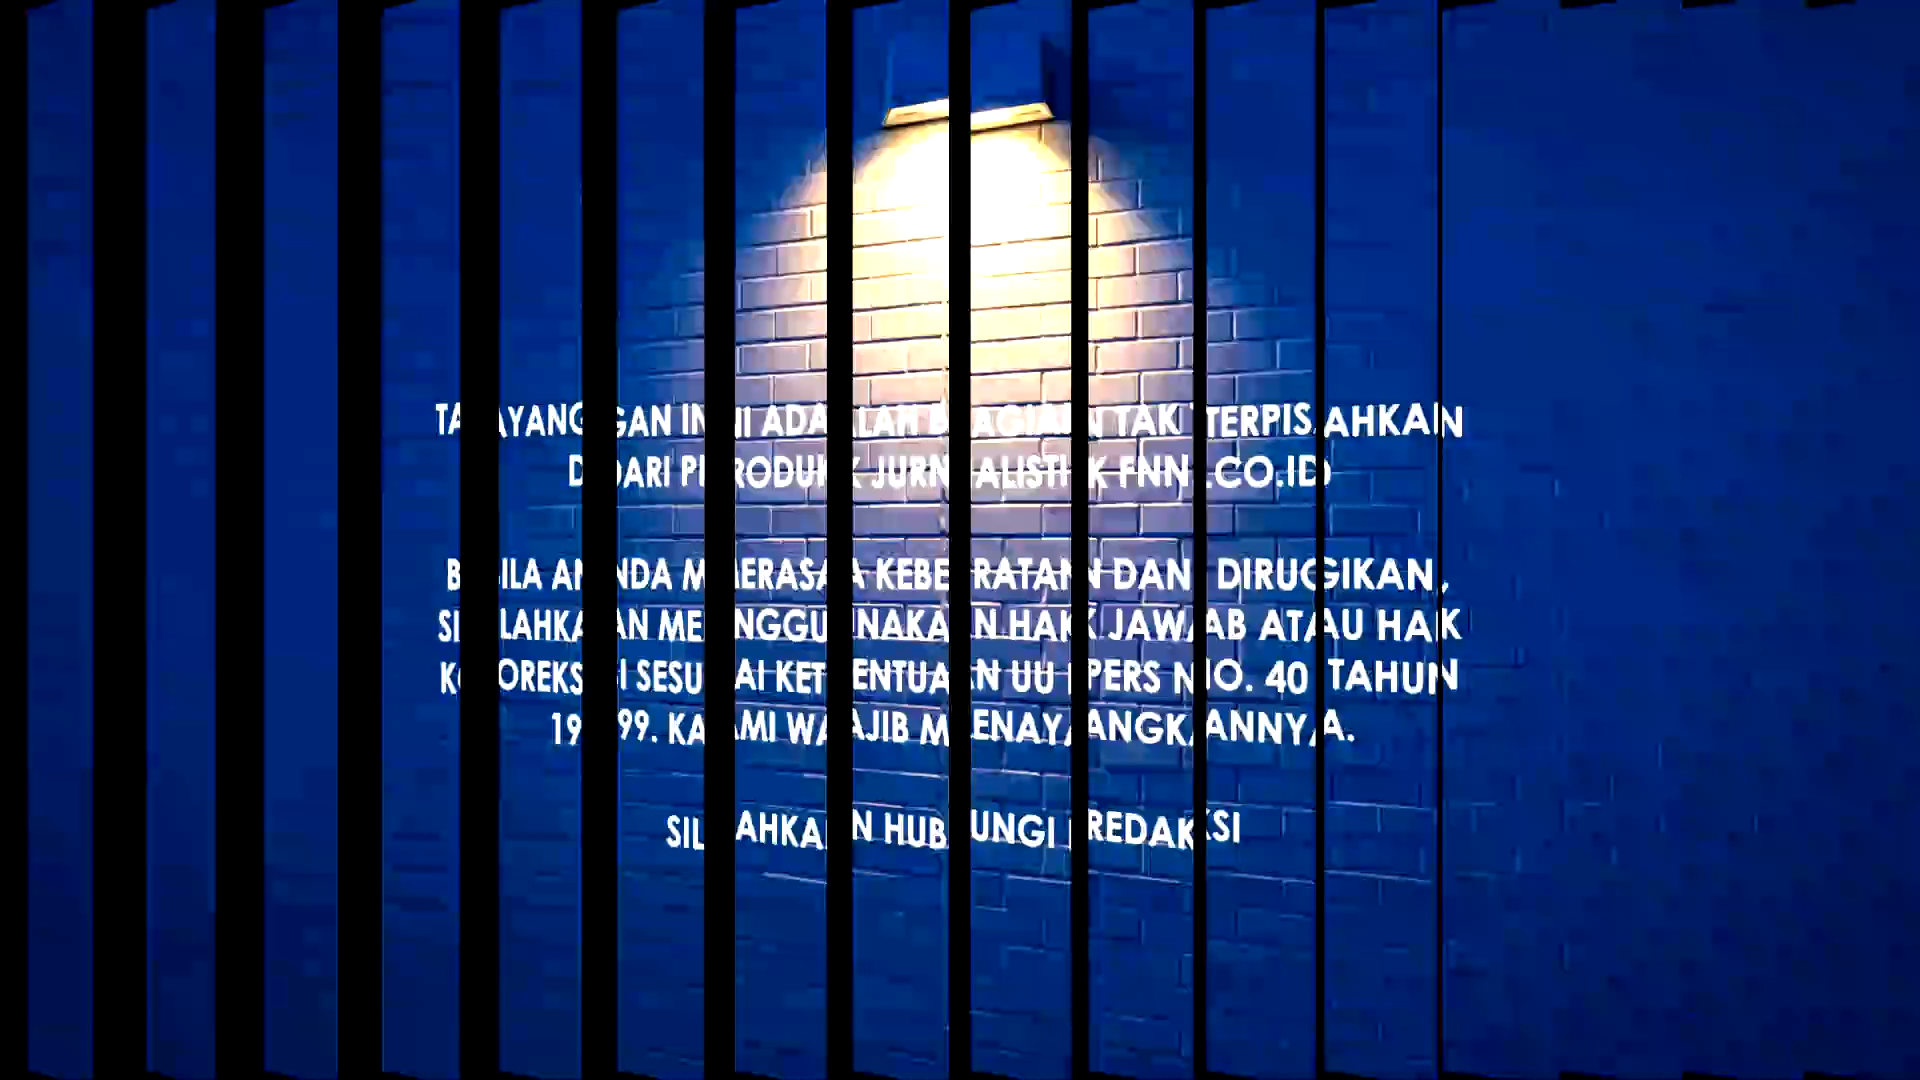 TAYANGAN INI ADALAH BAGIAN TAK TERPISAHKAN
DARI PRODUK JURNALISTIK FNN.CO.ID
BILA ANDA MERASA KEBERATAN DAN DIRUGIKAN,
SILAHKAN MENGGUNAKAN HAK JAWAB ATAU HAK
KOREKSI SESUAI KETENTUAN UU PERS NO. 40 TAHUN
1999. KAMI WAJIB MENAYANGKANNYA.
SILAHKAN HUBUNGI REDAKSI